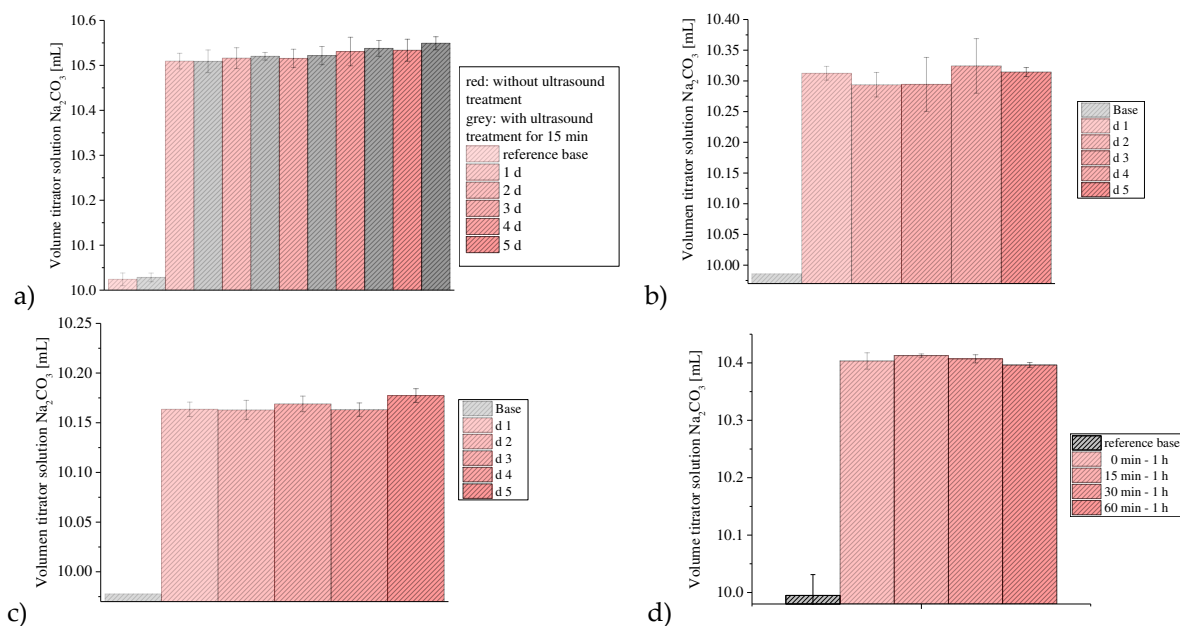 10.6
10.5
10.4
10.3
10.2
10.1
10.0
Volume titrator solution Na₂CO₃ [mL]
red: without ultrasound
treatment
grey: with ultrasound
treatment for 15 min
reference base
1 d
2 d
3 d
4 d
5 d
a)
10.40
10.35
10.30
10.25
10.20
10.15
10.10
10.05
10.00
Volumen titrator solution Na₂CO₃ [mL]
Base
d 1
d 2
d 3
d 4
d 5
b)
10.25
10.20
10.15
10.10
10.05
10.00
Volumen titrator solution Na₂CO₃ [mL]
Base
d 1
d 2
d 3
d 4
d 5
c)
10.4
10.3
10.2
10.1
10.0
Volume titrator solution Na₂CO₃ [mL]
reference base
0 min - 1 h
15 min - 1 h
30 min - 1 h
60 min - 1 h
d)